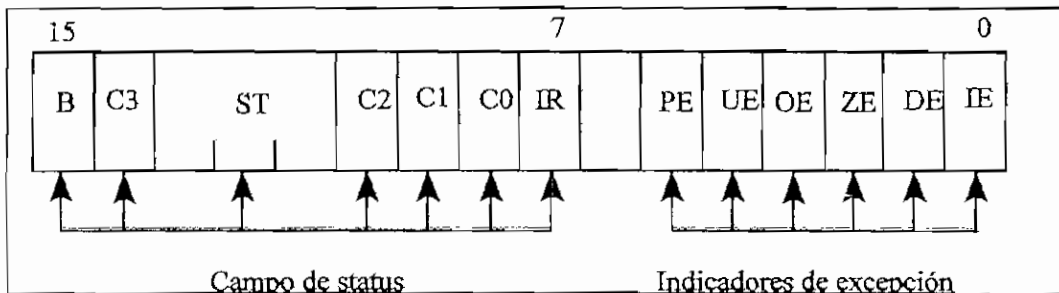 15 7 0
B C3 ST C2 C1 C0 IR PE UE OE ZE DE IE
Campo de status Indicadores de excepción